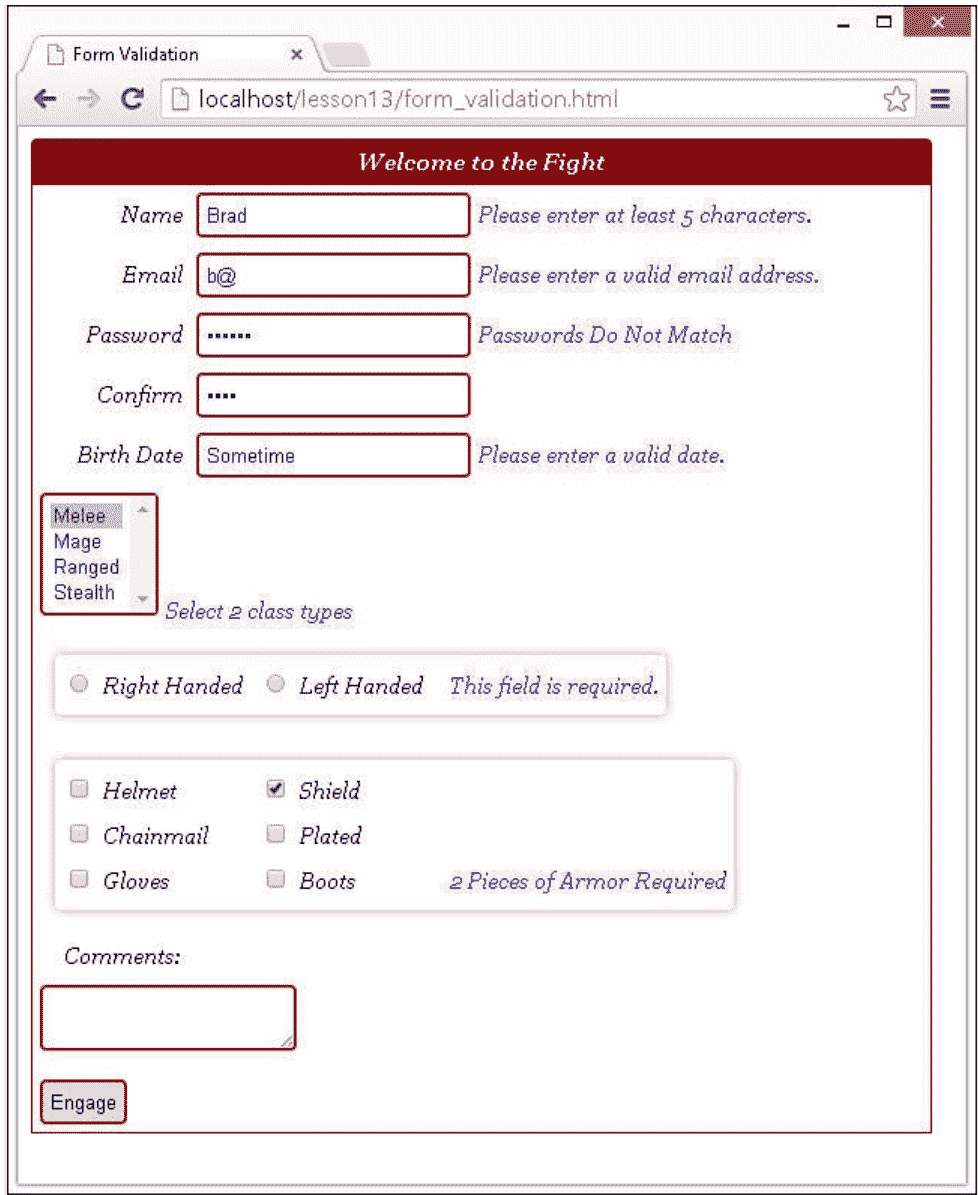 Form Validation
localhost/lesson13/form_validation.html
Welcome to the Fight
Name Brad Please enter at least 5 characters.
Email b@ Please enter a valid email address.
Password •••••• Passwords Do Not Match
Confirm ••••
Birth Date Sometime Please enter a valid date.
Melee
Mage
Ranged
Stealth
Select 2 class types
Right Handed Left Handed This field is required.
Helmet Shield
Chainmail Plated
Gloves Boots 2 Pieces of Armor Required
Comments:
Engage